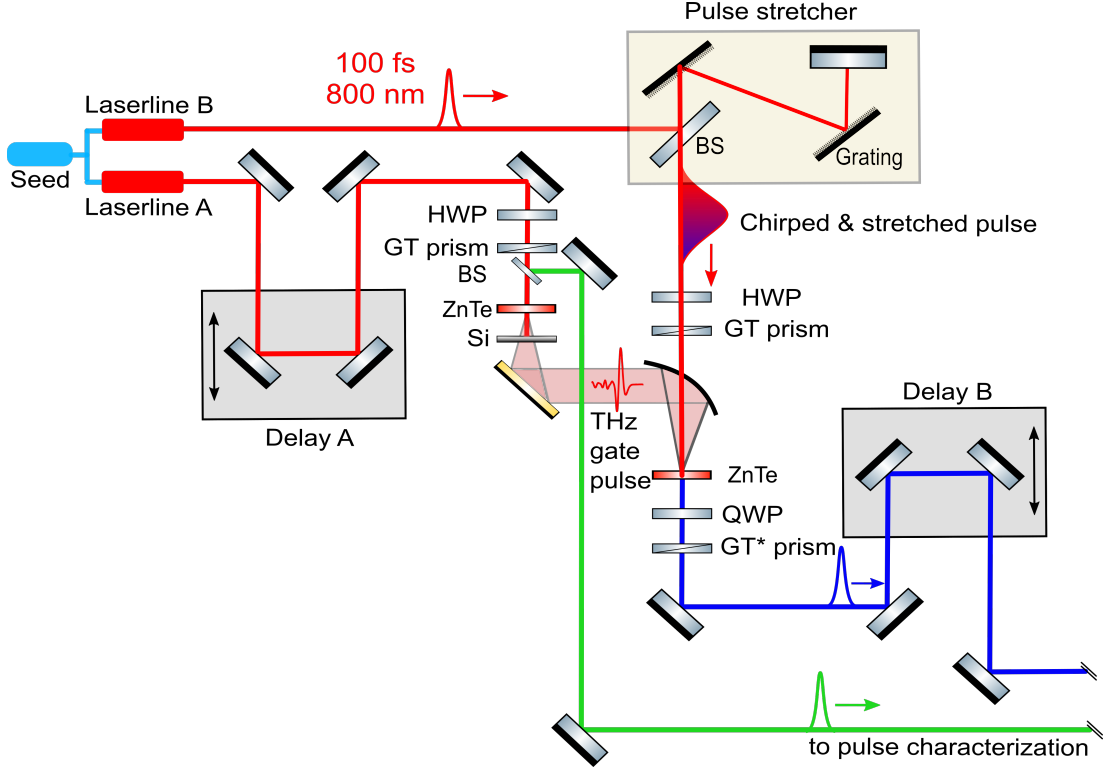 Pulse stretcher
100 fs
800 nm
Laserline B
BS
Grating
Seed
Laserline A
HWP
Chirped & stretched pulse
GT prism
BS
HWP
ZnTe
GT prism
Si
Delay A
THz
gate
pulse
Delay B
ZnTe
QWP
GT* prism
to pulse characterization